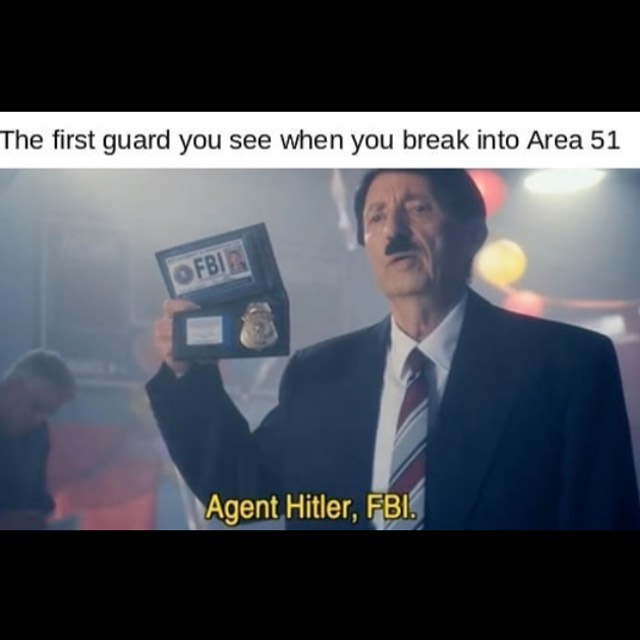 The first guard you see when you break into Area 51
FBI
Agent Hitler, FBI.